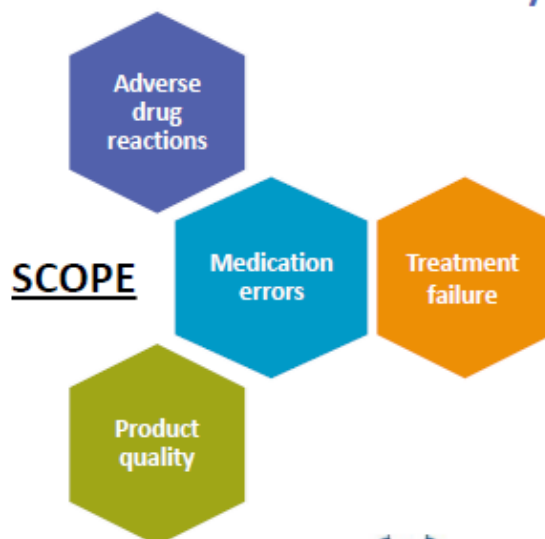 Adverse
drug
reactions
SCOPE
Medication
errors
Treatment
failure
Product
quality